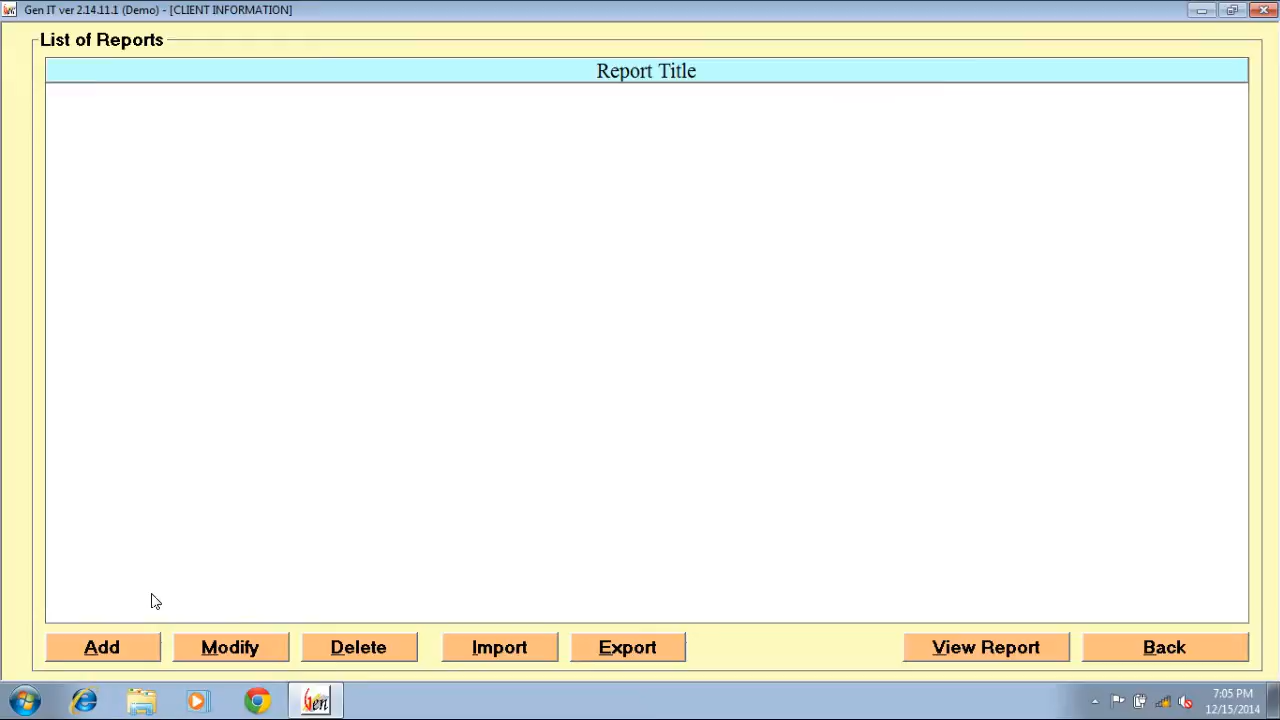 Gen IT ver 2.14.11.1 (Demo) - [CLIENT INFORMATION]
List of Reports
Report Title
Add Modify Delete Import Export View Report Back
Gen 7:05 PM
12/15/2014